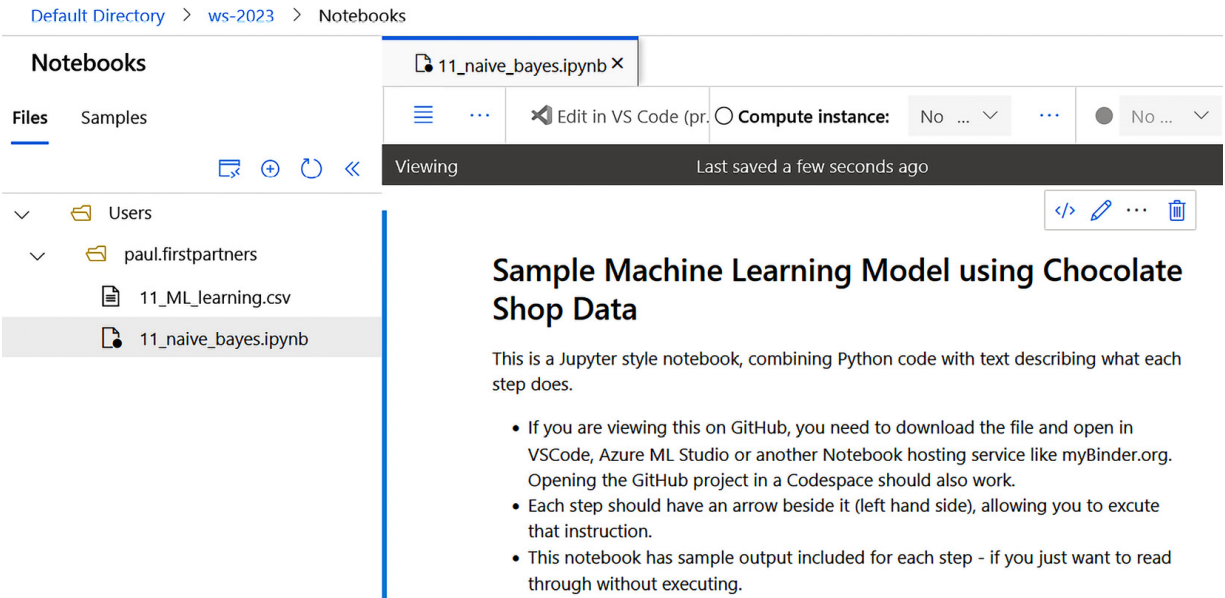 Default Directory > ws-2023 > Notebooks
Notebooks
Files Samples
Users
paul.firstpartners
11_ML_learning.csv
11_naive_bayes.ipynb
11_naive_bayes.ipynb ×
... Edit in VS Code (pr. Compute instance: No ... ... No ...
Viewing Last saved a few seconds ago
</> ...
Sample Machine Learning Model using Chocolate
Shop Data
This is a Jupyter style notebook, combining Python code with text describing what each
step does.
• If you are viewing this on GitHub, you need to download the file and open in
VSCode, Azure ML Studio or another Notebook hosting service like myBinder.org.
Opening the GitHub project in a Codespace should also work.
• Each step should have an arrow beside it (left hand side), allowing you to excute
that instruction.
• This notebook has sample output included for each step - if you just want to read
through without executing.